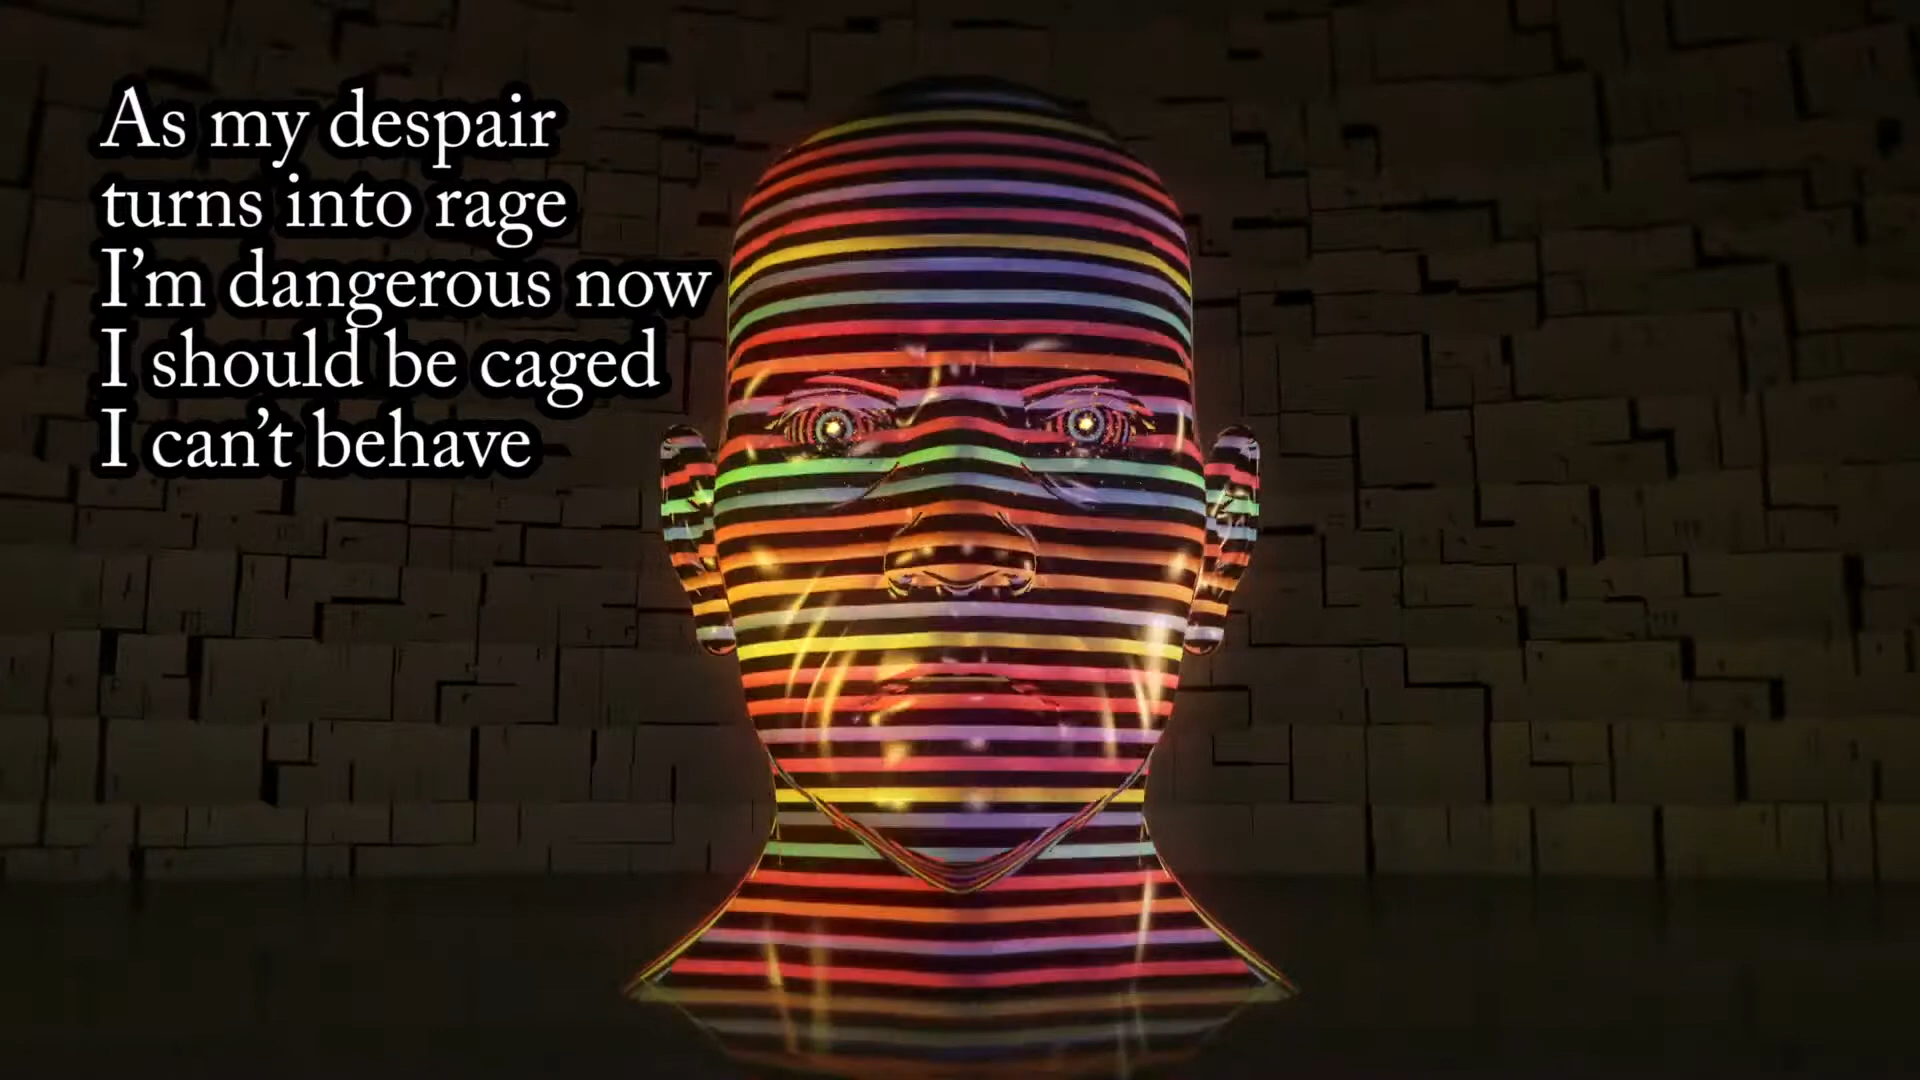 As my despair
turns into rage
I’m dangerous now
I should be caged
I can’t behave